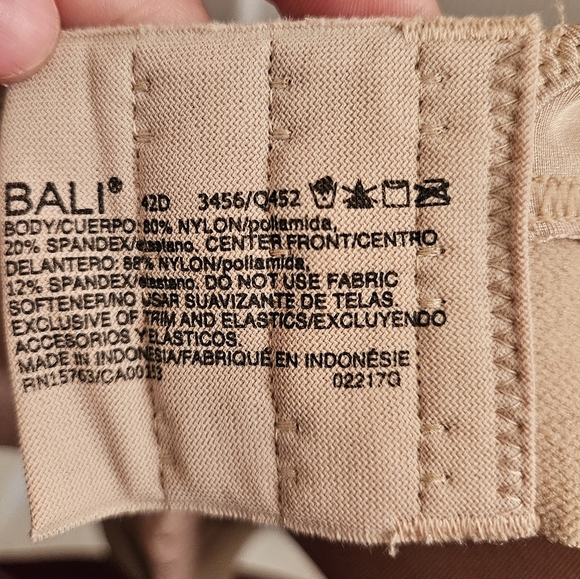 BALI® 42D 3456/Q452
BODY/CUERPO: 80% NYLON/poliamida,
20% SPANDEX/elastano. CENTER FRONT/CENTRO
DELANTERO: 88% NYLON/poliamida,
12% SPANDEX/elastano. DO NOT USE FABRIC
SOFTENER/NO USAR SUAVIZANTE DE TELAS.
EXCLUSIVE OF TRIM AND ELASTICS/EXCLUYENDO
ACCESORIOS Y ELÁSTICOS.
MADE IN INDONESIA/FABRIQUÉ EN INDONÉSIE
RN15763/ 02217G